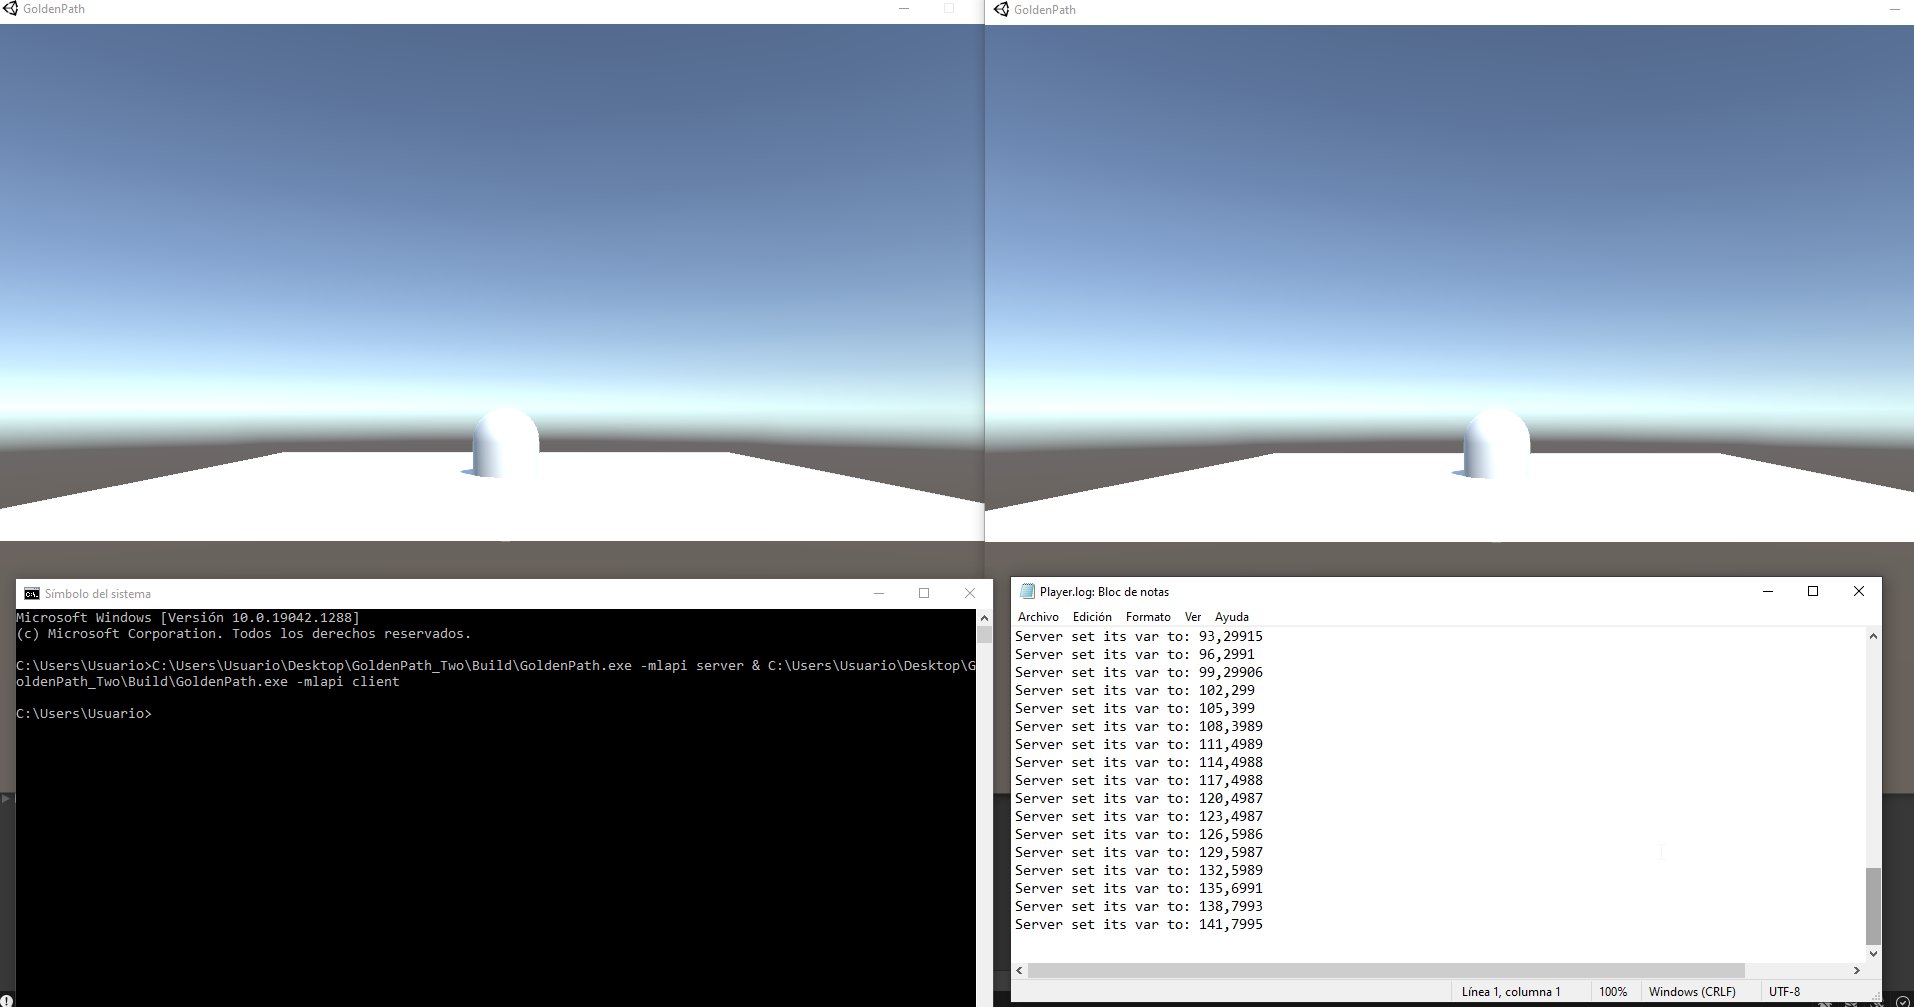 GoldenPath
GoldenPath
Símbolo del sistema
Microsoft Windows [Versión 10.0.19042.1288]
(c) Microsoft Corporation. Todos los derechos reservados.
C:\Users\Usuario>C:\Users\Usuario\Desktop\GoldenPath_Two\Build\GoldenPath.exe -mlapi server & C:\Users\Usuario\Desktop\G
oldenPath_Two\Build\GoldenPath.exe -mlapi client
C:\Users\Usuario>
Player.log: Bloc de notas
Archivo Edición Formato Ver Ayuda
Server set its var to: 93,29915
Server set its var to: 96,2991
Server set its var to: 99,29906
Server set its var to: 102,299
Server set its var to: 105,399
Server set its var to: 108,3989
Server set its var to: 111,4989
Server set its var to: 114,4988
Server set its var to: 117,4988
Server set its var to: 120,4987
Server set its var to: 123,4987
Server set its var to: 126,5986
Server set its var to: 129,5987
Server set its var to: 132,5989
Server set its var to: 135,6991
Server set its var to: 138,7993
Server set its var to: 141,7995
Línea 1, columna 1 100% Windows (CRLF) UTF-8